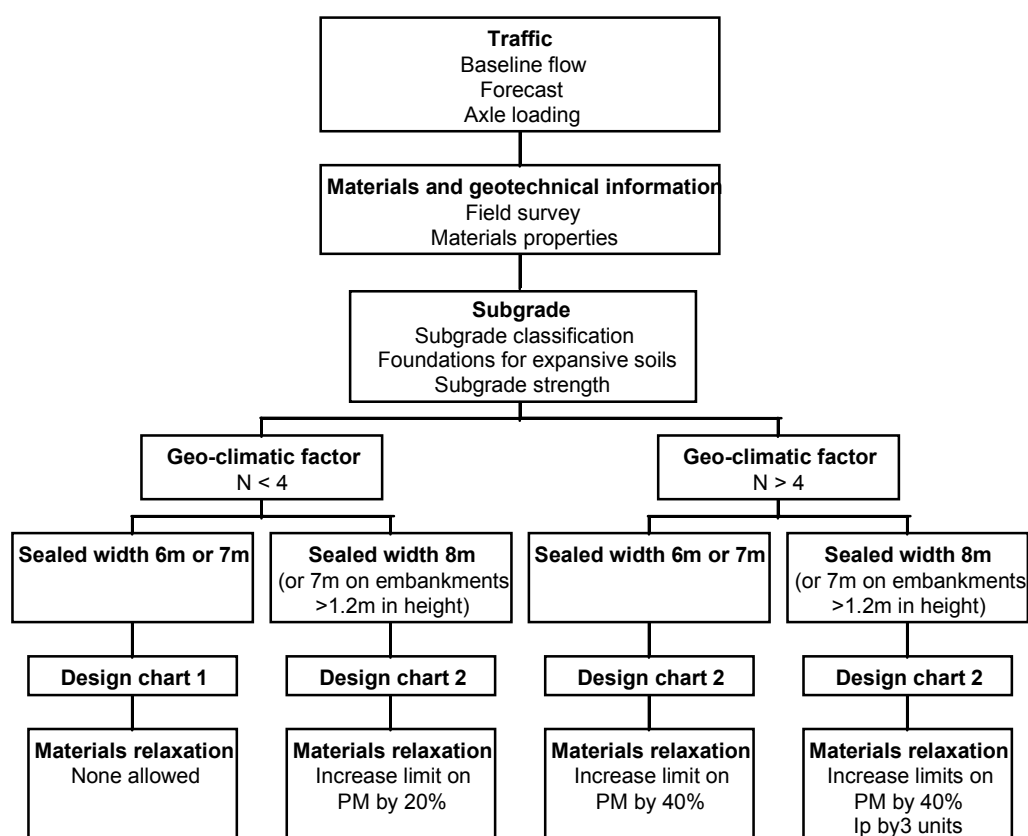 Traffic
Baseline flow
Forecast
Axle loading
Materials and geotechnical information
Field survey
Materials properties
Subgrade
Subgrade classification
Foundations for expansive soils
Subgrade strength
Geo-climatic factor
N < 4
Geo-climatic factor
N > 4
Sealed width 6m or 7m
Sealed width 8m
(or 7m on embankments
>1.2m in height)
Sealed width 6m or 7m
Sealed width 8m
(or 7m on embankments
>1.2m in height)
Design chart 1
Design chart 2
Design chart 2
Design chart 2
Materials relaxation
None allowed
Materials relaxation
Increase limit on
PM by 20%
Materials relaxation
Increase limit on
PM by 40%
Materials relaxation
Increase limits on
PM by 40%
Ip by3 units